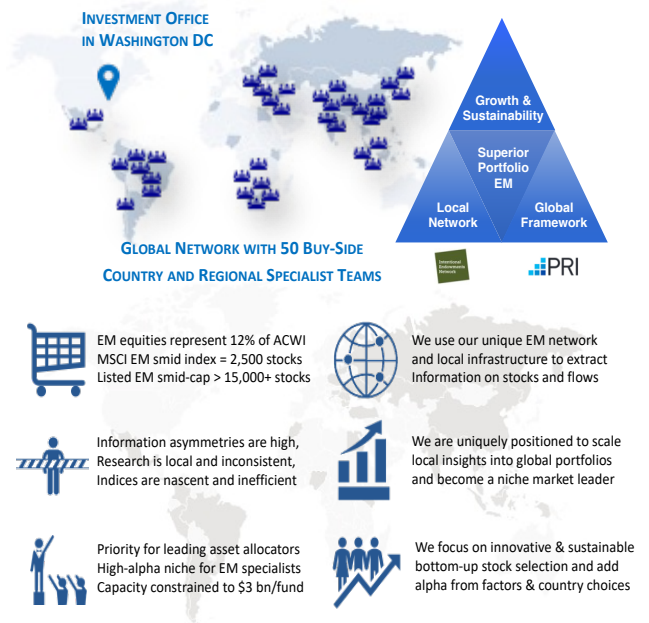 INVESTMENT OFFICE
IN WASHINGTON DC
Growth &
Sustainability
Superior
Portfolio
EM
Local
Network
Global
Framework
GLOBAL NETWORK WITH 50 BUY-SIDE
COUNTRY AND REGIONAL SPECIALIST TEAMS
Intentional
Endowments
Network
PRI
EM equities represent 12% of ACWI
MSCI EM smid index = 2,500 stocks
Listed EM smid-cap > 15,000+ stocks
We use our unique EM network
and local infrastructure to extract
Information on stocks and flows
Information asymmetries are high,
Research is local and inconsistent,
Indices are nascent and inefficient
We are uniquely positioned to scale
local insights into global portfolios
and become a niche market leader
Priority for leading asset allocators
High-alpha niche for EM specialists
Capacity constrained to $3 bn/fund
We focus on innovative & sustainable
bottom-up stock selection and add
alpha from factors & country choices